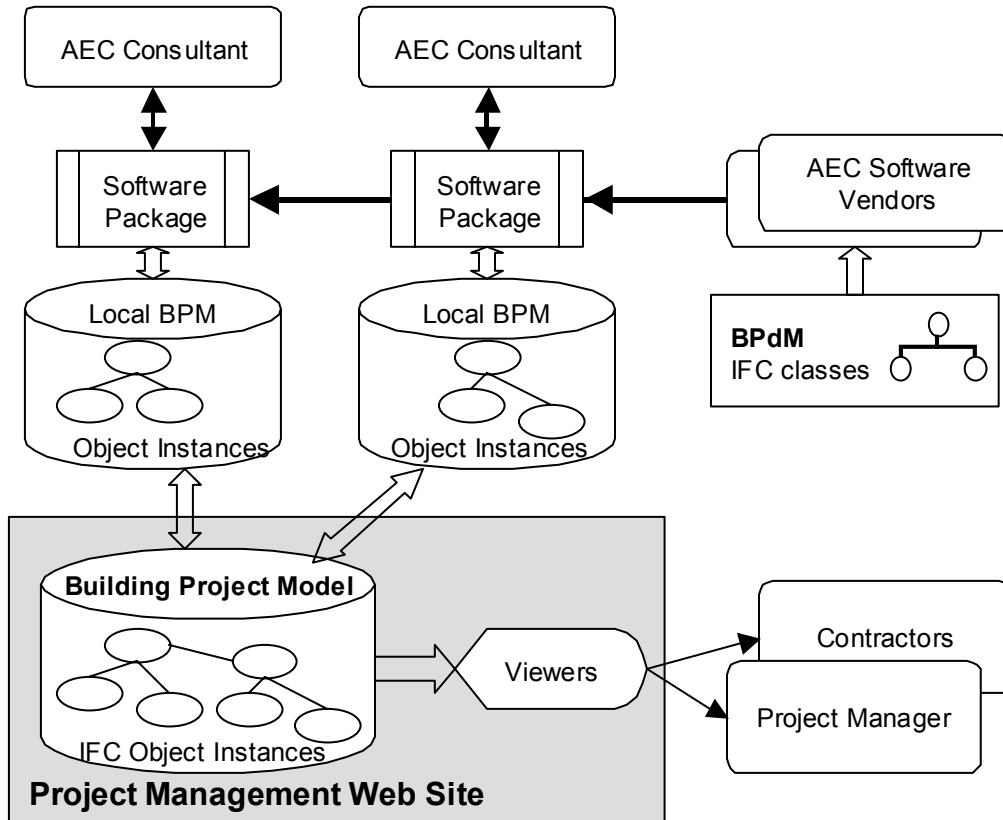 AEC Consultant
AEC Consultant
Software
Package
Software
Package
AEC Software
Vendors
Local BPM
Local BPM
BPdM
IFC classes
Object Instances
Object Instances
Building Project Model
Contractors
Viewers
Project Manager
IFC Object Instances
Project Management Web Site